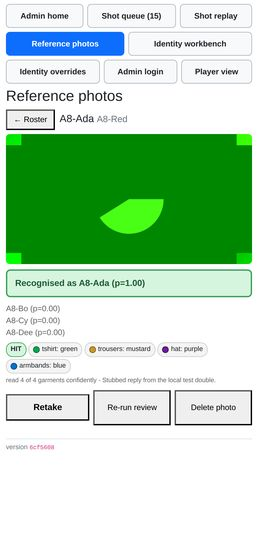 Admin home
Shot queue (15)
Shot replay
Reference photos
Identity workbench
Identity overrides
Admin login
Player view
Reference photos
← Roster
A8-Ada A8-Red
Recognised as A8-Ada (p=1.00)
A8-Bo (p=0.00)
A8-Cy (p=0.00)
A8-Dee (p=0.00)
HIT
tshirt: green
trousers: mustard
hat: purple
armbands: blue
read 4 of 4 garments confidently - Stubbed reply from the local test double.
Retake
Re-run review
Delete photo
version 6cf5608